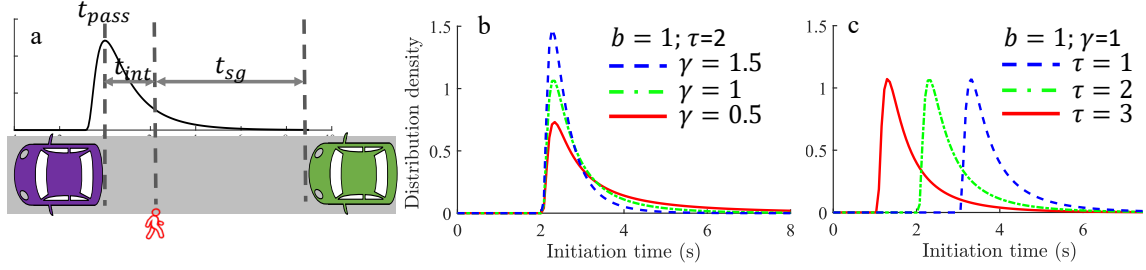 a
t_pass
t_int
t_sg
b
Distribution density
1.5
1
0.5
0
b = 1; τ=2
γ = 1.5
γ = 1
γ = 0.5
0
2
4
6
8
Initiation time (s)
c
1.5
1
0.5
0
b = 1; γ=1
τ = 1
τ = 2
τ = 3
0
2
4
6
Initiation time (s)